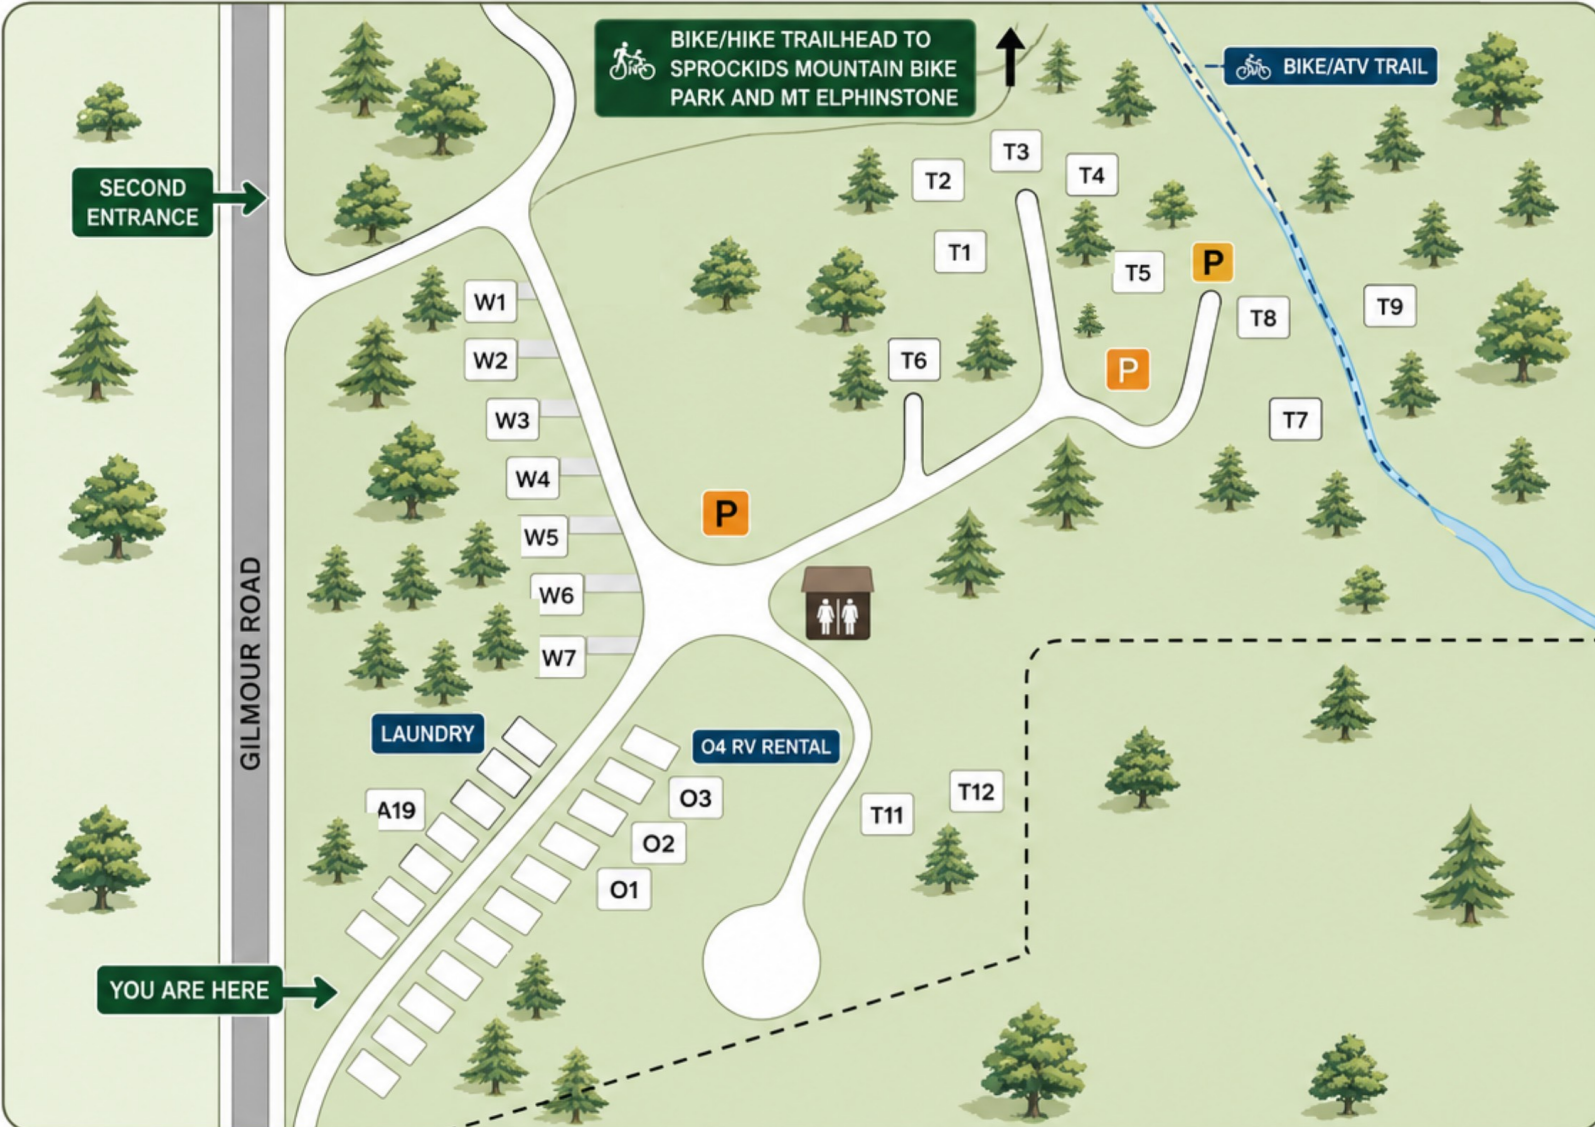 BIKE/HIKE TRAILHEAD TO
SPROCKIDS MOUNTAIN BIKE
PARK AND MT ELPHINSTONE
BIKE/ATV TRAIL
SECOND
ENTRANCE
T3
T2
T4
T1
T5
P
T8
T9
W1
W2
T6
P
W3
T7
W4
P
W5
W6
W7
GILMOUR ROAD
LAUNDRY
O4 RV RENTAL
A19
O3
T11
T12
O2
O1
YOU ARE HERE